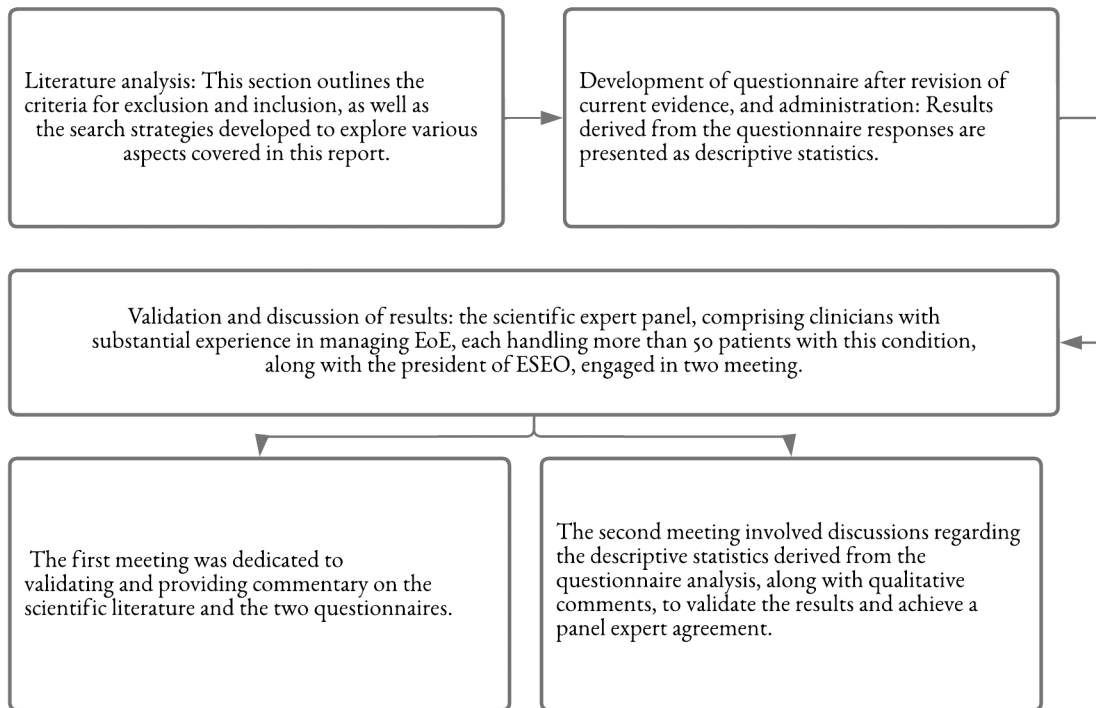 Literature analysis: This section outlines the
criteria for exclusion and inclusion, as well as
the search strategies developed to explore various
aspects covered in this report.
Development of questionnaire after revision of
current evidence, and administration: Results
derived from the questionnaire responses are
presented as descriptive statistics.
Validation and discussion of results: the scientific expert panel, comprising clinicians with
substantial experience in managing EoE, each handling more than 50 patients with this condition,
along with the president of ESEO, engaged in two meeting.
The first meeting was dedicated to
validating and providing commentary on the
scientific literature and the two questionnaires.
The second meeting involved discussions regarding
the descriptive statistics derived from the
questionnaire analysis, along with qualitative
comments, to validate the results and achieve a
panel expert agreement.